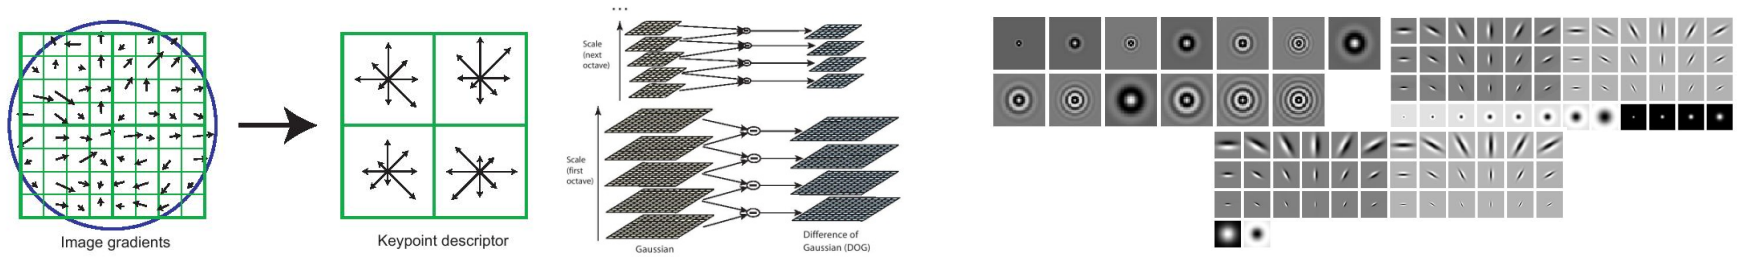 ...
Scale
(next
octave)
Scale
(first
octave)
Image gradients
Keypoint descriptor
Gaussian
Difference of
Gaussian (DOG)